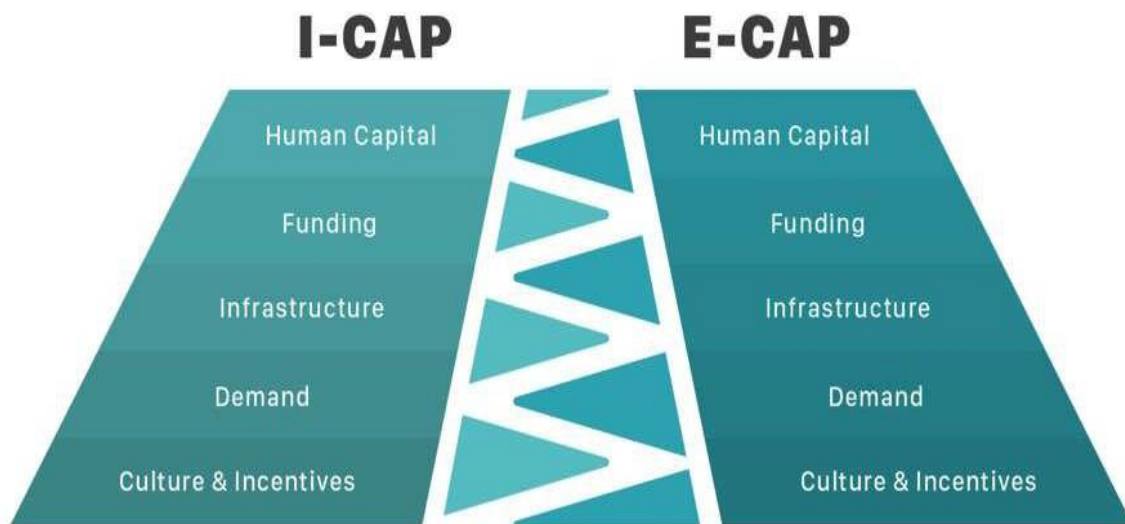 I-CAP
E-CAP
Human Capital
Human Capital
Funding
Funding
Infrastructure
Infrastructure
Demand
Demand
Culture & Incentives
Culture & Incentives